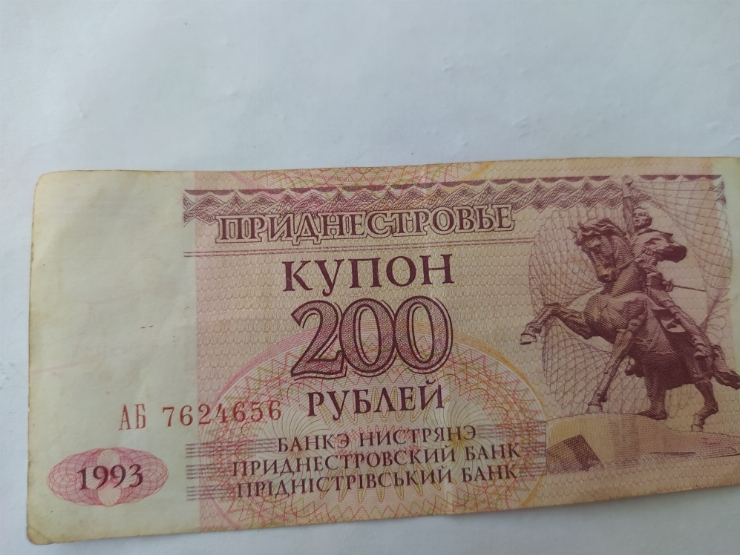 ПРИДНЕСТРОВЬЕ
КУПОН
200
РУБЛЕЙ
АБ 7624656
БАНКЭ НИСТРЯНЭ
ПРИДНЕСТРОВСКИЙ БАНК
ПРІДНІСТРІВСЬКИЙ БАНК
1993